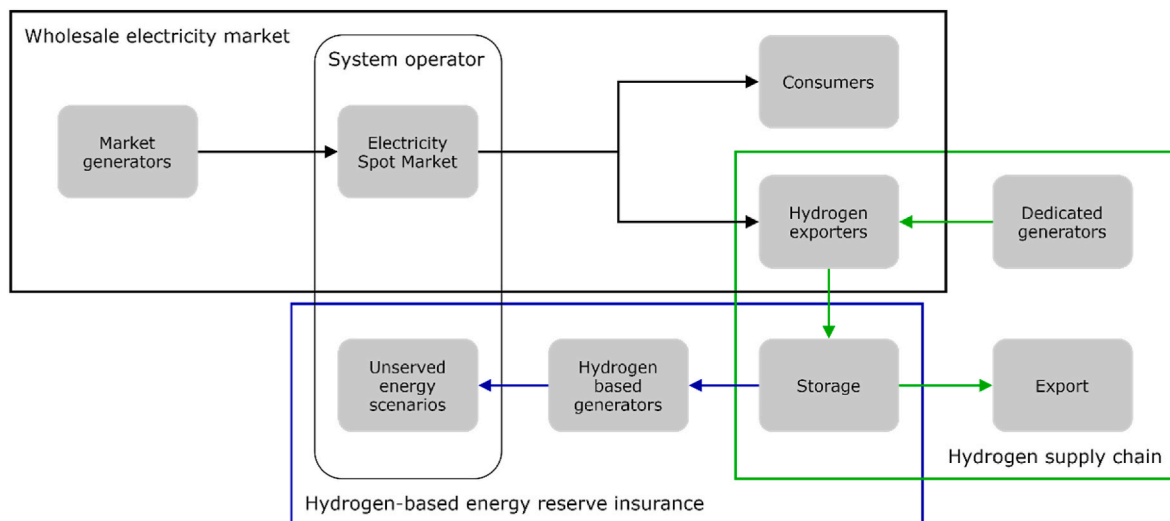 Wholesale electricity market
System operator
Consumers
Market
generators
Electricity
Spot Market
Hydrogen
exporters
Dedicated
generators
Unserved
energy
scenarios
Hydrogen
based
generators
Storage
Export
Hydrogen supply chain
Hydrogen-based energy reserve insurance